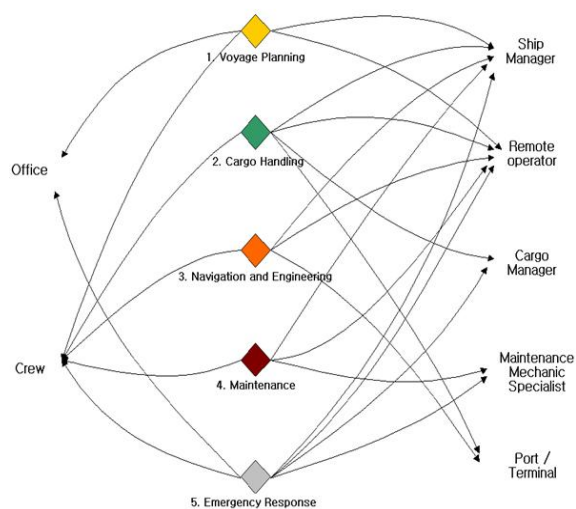 1. Voyage Planning
Ship
Manager
2. Cargo Handling
Remote
operator
Office
Cargo
Manager
3. Navigation and Engineering
Crew
4. Maintenance
Maintenance
Mechanic
Specialist
Port /
Terminal
5. Emergency Response